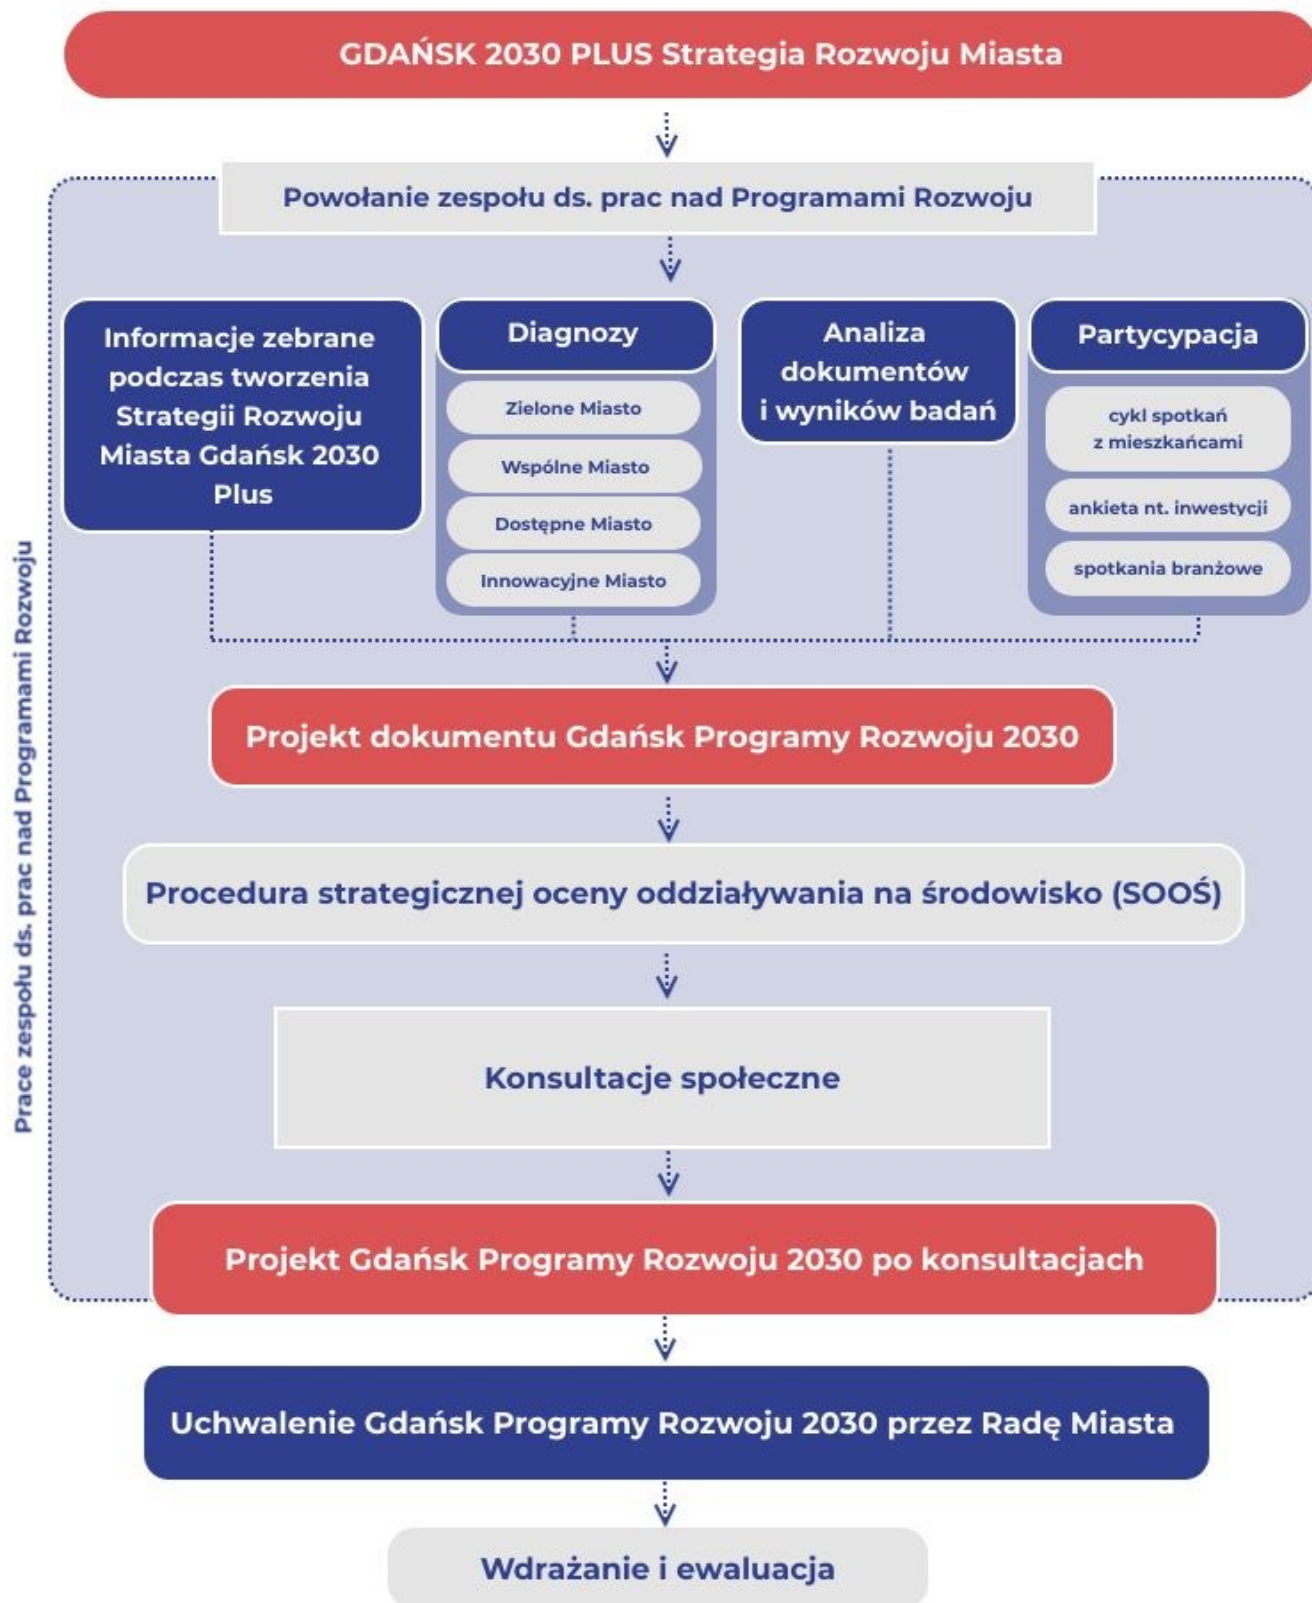 GDAŃSK 2030 PLUS Strategia Rozwoju Miasta
Powołanie zespołu ds. prac nad Programami Rozwoju
Informacje zebrane
podczas tworzenia
Strategii Rozwoju
Miasta Gdańsk 2030
Plus
Diagnozy
Zielone Miasto
Wspólne Miasto
Dostępne Miasto
Innowacyjne Miasto
Analiza
dokumentów
i wyników badań
Partycypacja
cykl spotkań
z mieszkańcami
ankieta nt. inwestycji
spotkania branżowe
Prace zespołu ds. prac nad Programami Rozwoju
Projekt dokumentu Gdańsk Programy Rozwoju 2030
Procedura strategicznej oceny oddziaływania na środowisko (SOOŚ)
Konsultacje społeczne
Projekt Gdańsk Programy Rozwoju 2030 po konsultacjach
Uchwalenie Gdańsk Programy Rozwoju 2030 przez Radę Miasta
Wdrażanie i ewaluacja